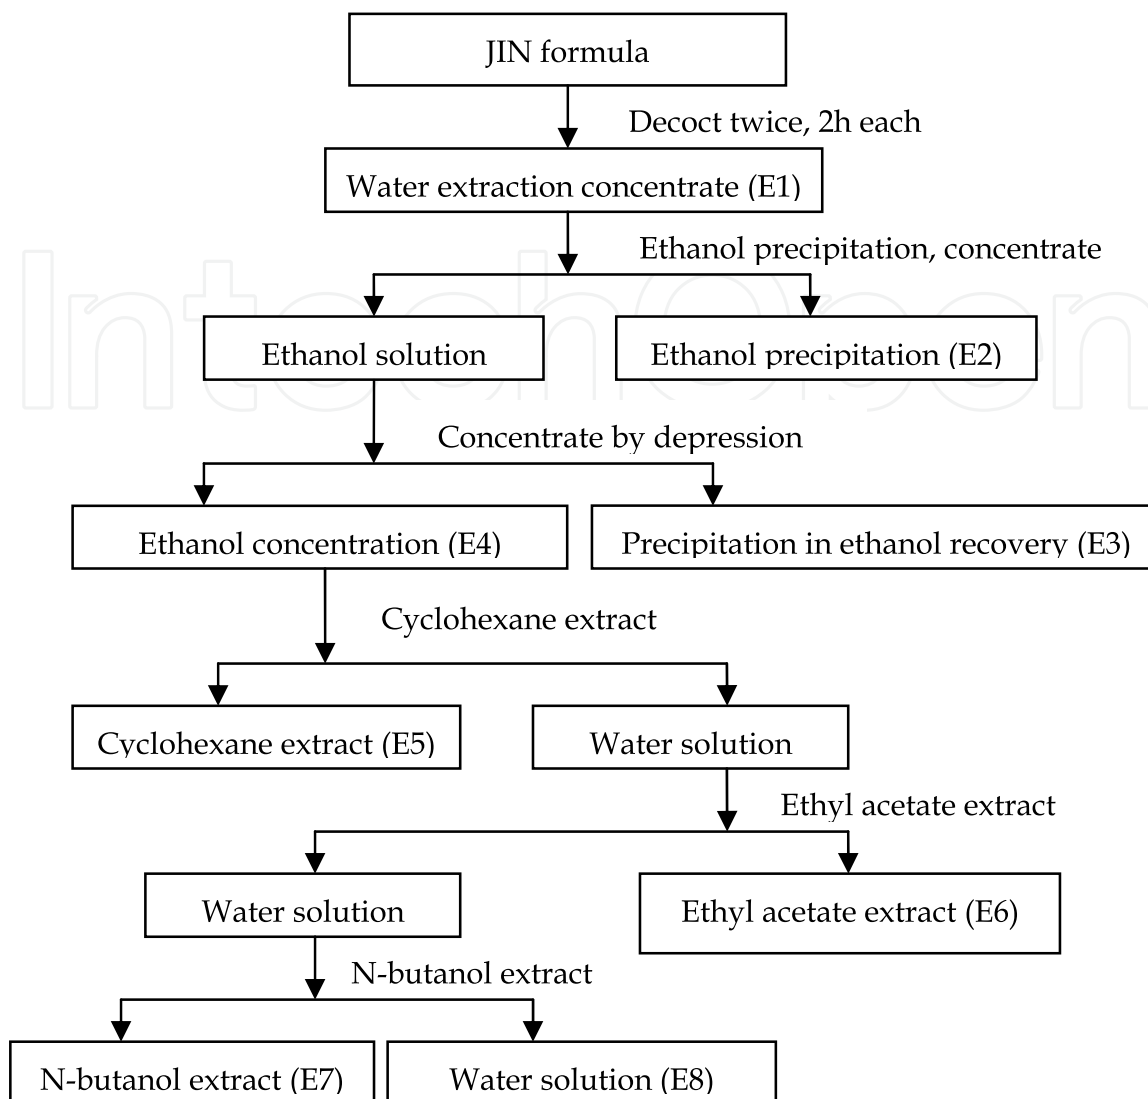 JIN formula
Decoct twice, 2h each
Water extraction concentrate (E1)
Ethanol precipitation, concentrate
IntechOpen
Ethanol solution
Ethanol precipitation (E2)
Concentrate by depression
Ethanol concentration (E4)
Precipitation in ethanol recovery (E3)
Cyclohexane extract
Cyclohexane extract (E5)
Water solution
Ethyl acetate extract
Water solution
Ethyl acetate extract (E6)
N-butanol extract
N-butanol extract (E7)
Water solution (E8)